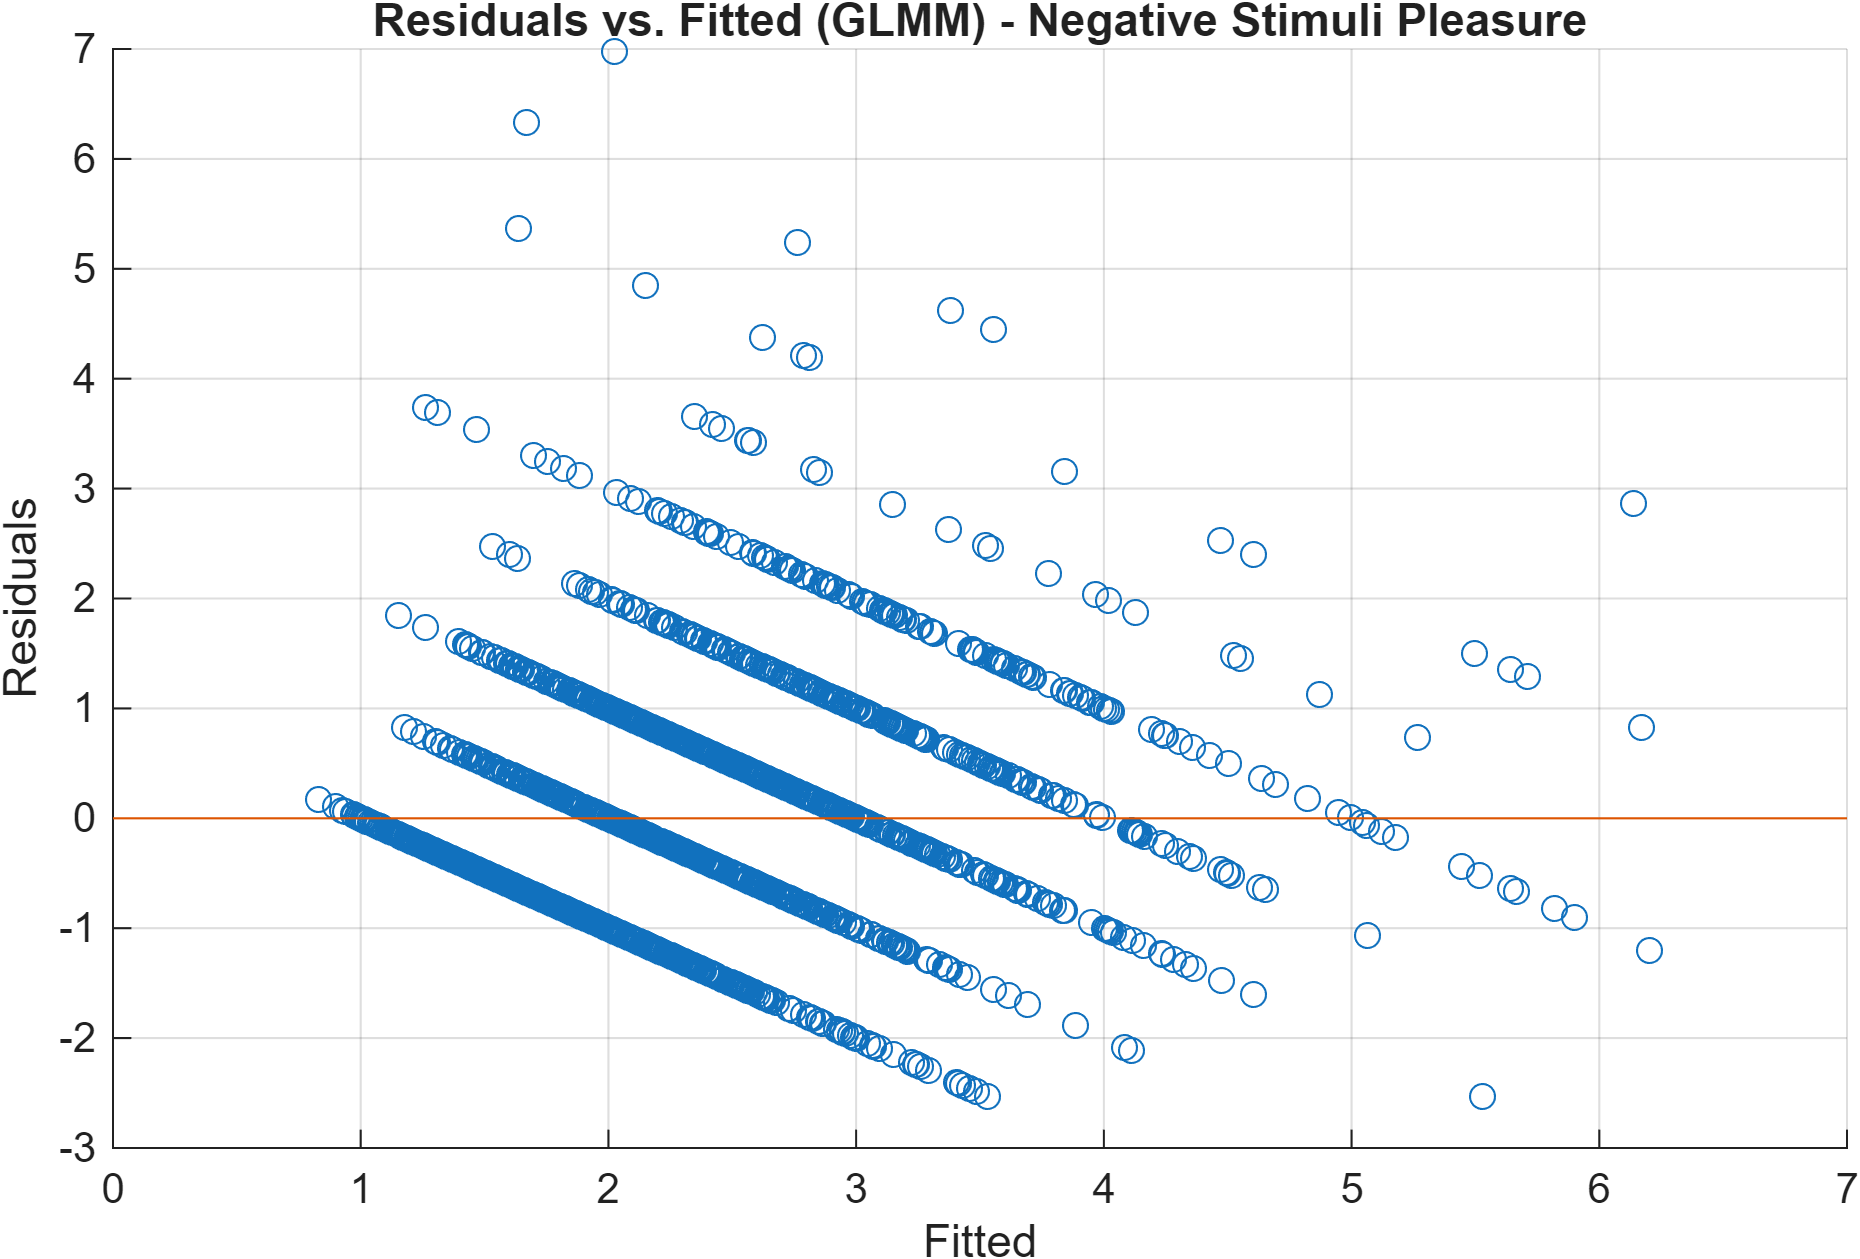 Residuals vs. Fitted (GLMM) - Negative Stimuli Pleasure
7
6
5
4
3
2
1
0
-1
-2
-3
Residuals
0 1 2 3 4 5 6 7
Fitted